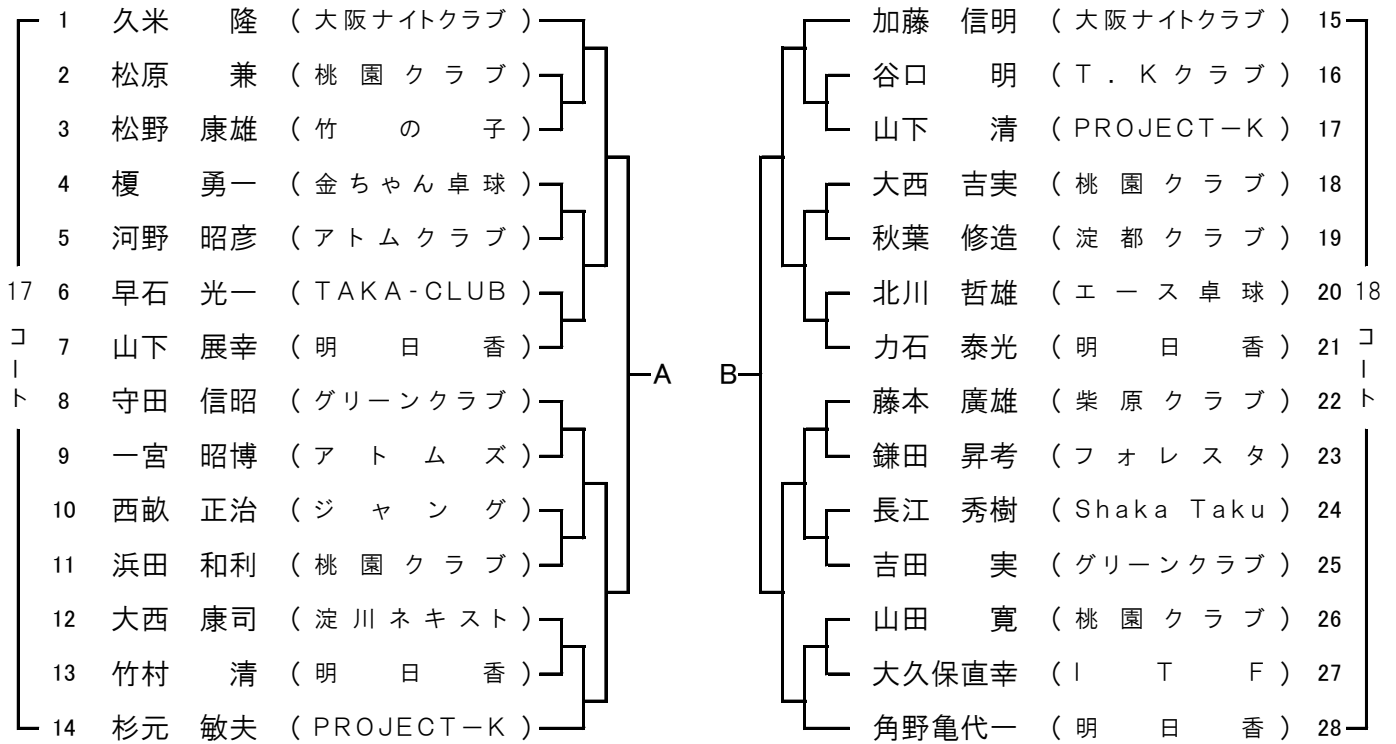 1 久米 隆 (大阪ナイトクラブ)
2 松原 兼 (桃園クラブ)
3 松野 康雄 (竹の子)
4 榎 勇一 (金ちゃん卓球)
5 河野 昭彦 (アトムクラブ)
6 早石 光一 (TAKA-CLUB)
7 山下 展幸 (明日香)
8 守田 信昭 (グリーンクラブ)
9 一宮 昭博 (アトムズ)
10 西畝 正治 (ジャング)
11 浜田 和利 (桃園クラブ)
12 大西 康司 (淀川ネキスト)
13 竹村 清 (明日香)
14 杉元 敏夫 (PROJECT-K)
17コート
A
B
加藤 信明 (大阪ナイトクラブ) 15
谷口 明 (T.Kクラブ) 16
山下 清 (PROJECT-K) 17
大西 吉実 (桃園クラブ) 18
秋葉 修造 (淀都クラブ) 19
北川 哲雄 (エース卓球) 20
力石 泰光 (明日香) 21
藤本 廣雄 (柴原クラブ) 22
鎌田 昇考 (フォレスタ) 23
長江 秀樹 (Shaka Taku) 24
吉田 実 (グリーンクラブ) 25
山田 寛 (桃園クラブ) 26
大久保直幸 (ITF) 27
角野亀代一 (明日香) 28
18コート